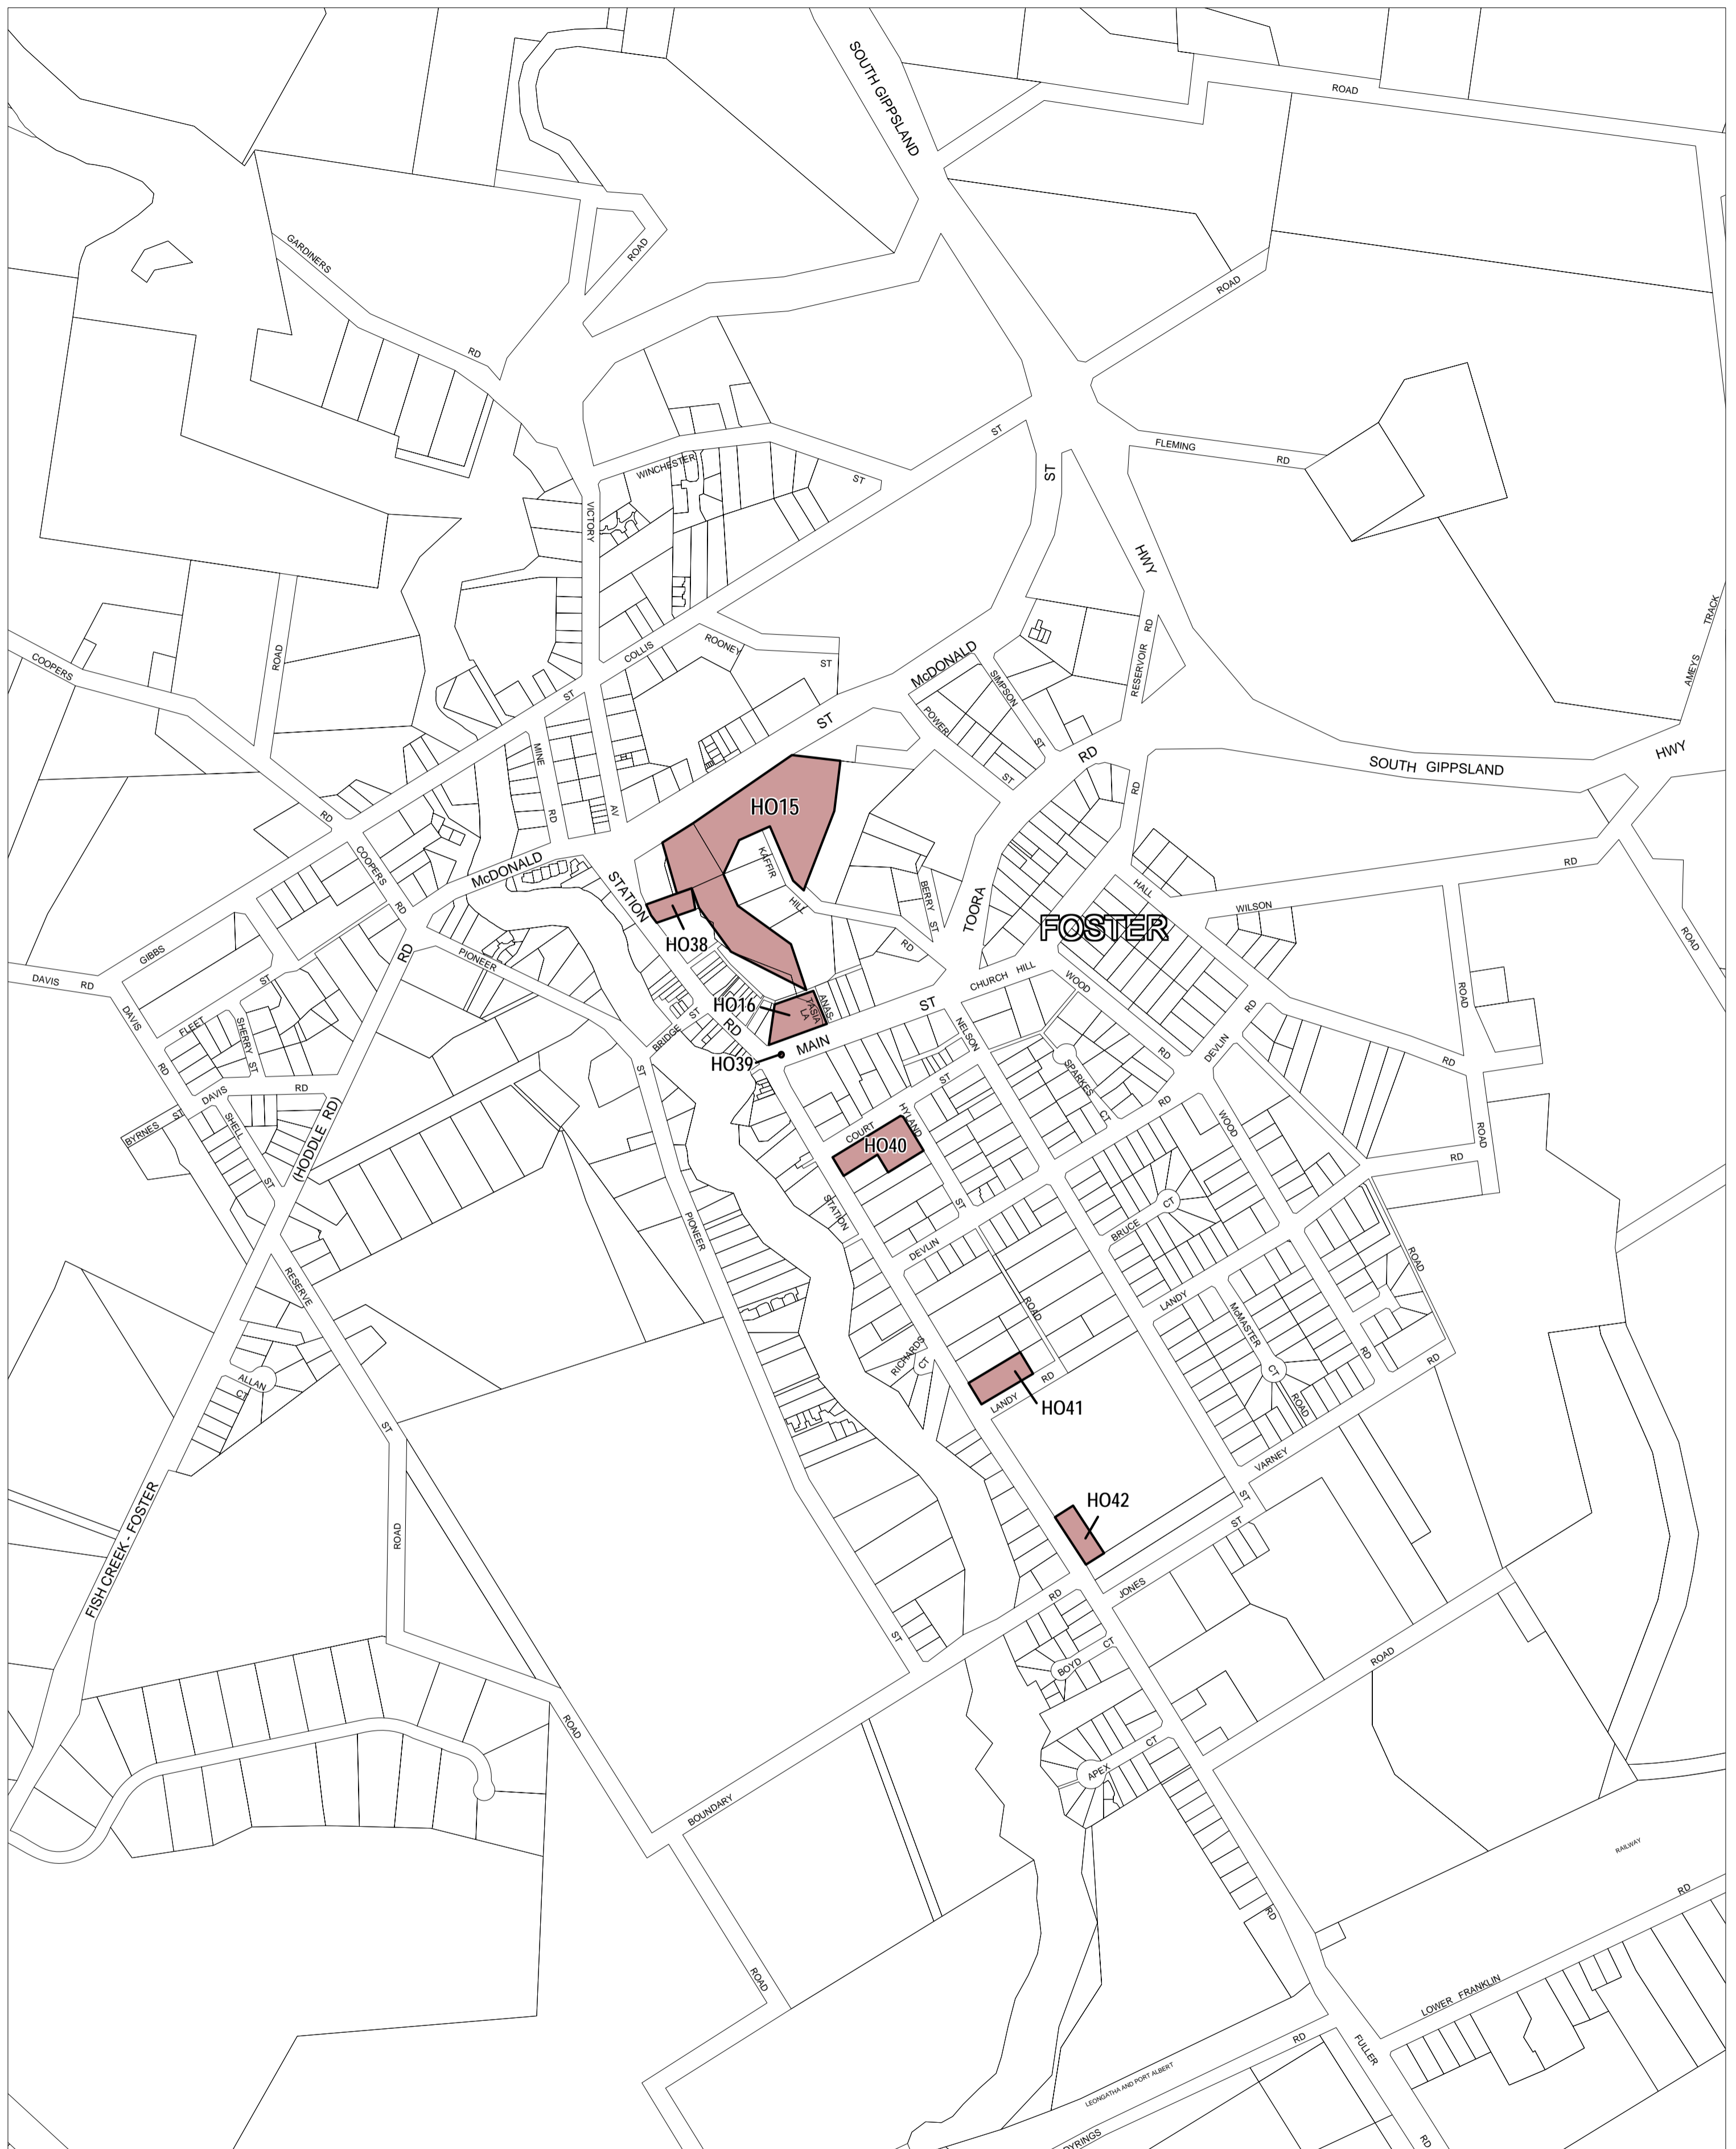 SOUTH GIPPSLAND
ROAD
GARDINERS
ROAD
ROAD
RD
ST
FLEMING
RD
WINCHESTER
ST
ST
VICTORY
HWY
TRACK
COOPERS
ROAD
COLLIS
ROONEY
ST
McDONALD
SIMPSON
RESERVOIR RD
AMEYS
ST
MINE
ST
POWER
ST
RD
SOUTH GIPPSLAND
HWY
ST
RD
RD
AV
HO15
RD
COOPERS
McDONALD
KAFFIR
RD
STATION
HALL
RD
HILL
BERRY ST
TOORA
WILSON
FOSTER
HO38
RD
ROAD
GIBBS
RD
PIONEER
CHURCH HILL
WOOD
DAVIS RD
ST
ROAD
DAVIS
FLEET
SHERRY ST
HO16
ANAS-
TASIA
LA
ST
NELSON
RD
ST
RD
MAIN
BRIDGE
HO39
DEVLIN
RD
RD
RD
ST
ST
SPARKES
CT
RD
DAVIS
RD
BYRNES ST
SHELL
ST
(HODDLE RD)
HYLAND
COURT
HO40
WOOD
ROAD
RD
STATION
ST
CT
BRUCE
PIONEER
DEVLIN
ROAD
RESERVE
ROAD
LANDY
McMASTER
RICHARDS
CT
RD
RD
ALLAN
CT
RD
CT
LANDY
HO41
ROAD
ST
VARNEY
FISH CREEK - FOSTER
HO42
ST
ST
ROAD
JONES
RD
ST
CT
BOYD
ROAD
ROAD
CT
APEX
BOUNDARY
RAILWAY
RD
RD
ROAD
LOWER FRANKLIN
RD
FULLER
LEONGATHA AND PORT ALBERT
RD